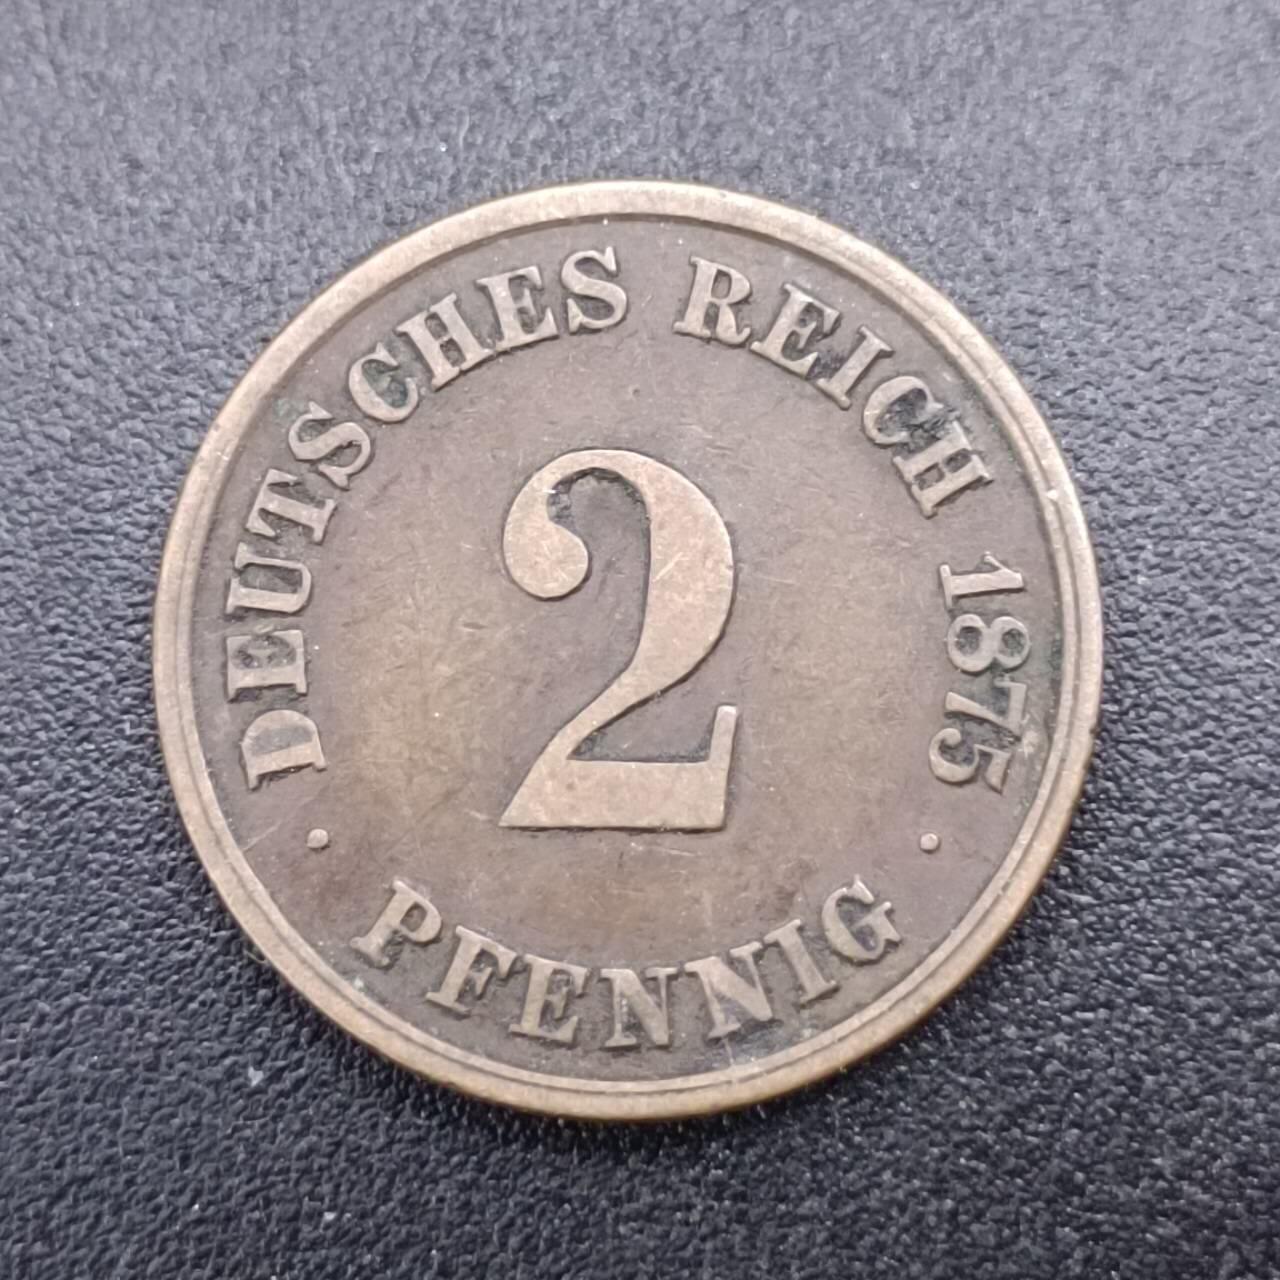 DEUTSCHES REICH 1875
2
· PFENNIG ·